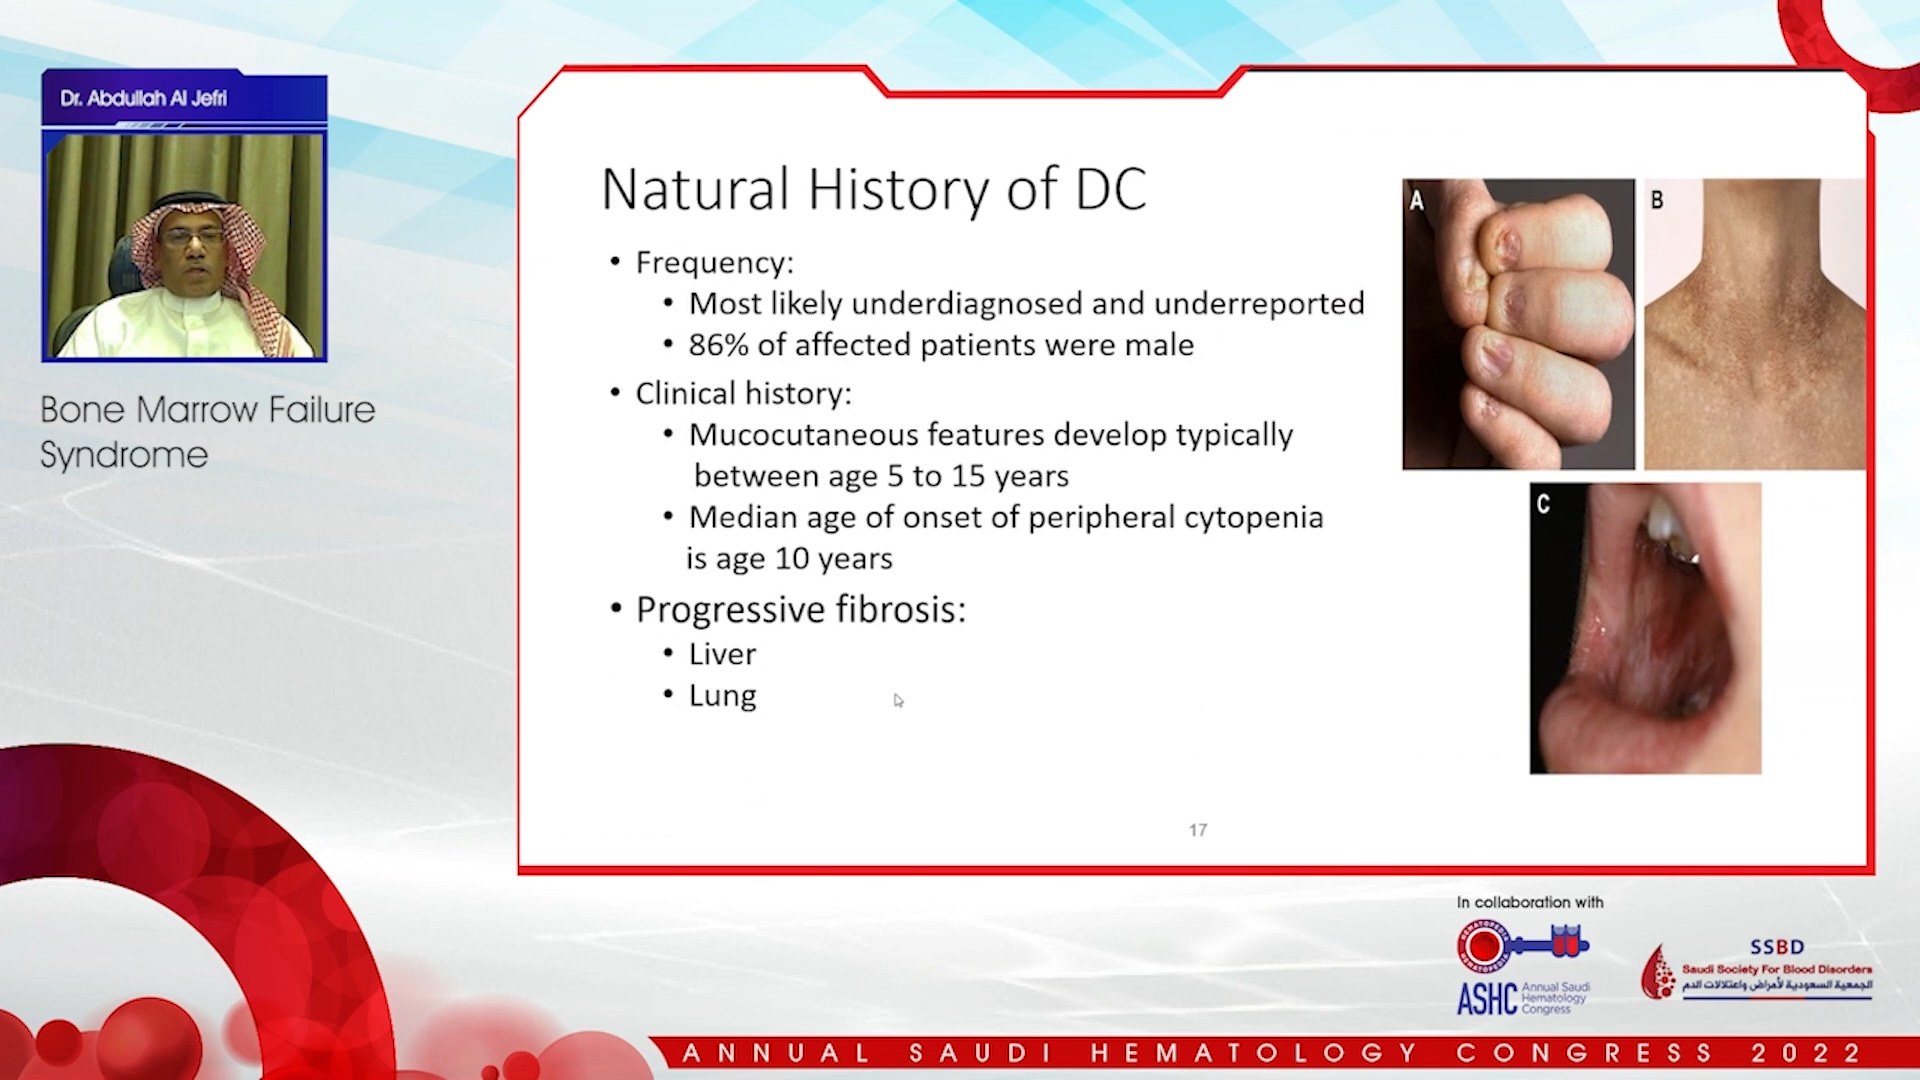 Dr. Abdullah Al Jefri
Bone Marrow Failure
Syndrome
Natural History of DC
• Frequency:
• Most likely underdiagnosed and underreported
• 86% of affected patients were male
• Clinical history:
• Mucocutaneous features develop typically
between age 5 to 15 years
• Median age of onset of peripheral cytopenia
is age 10 years
• Progressive fibrosis:
• Liver
• Lung
A
B
C
17
In collaboration with
HEMATOPEDIA
HEMATOPEDIA
ASHC
Annual Saudi
Hematology
Congress
SSBD
Saudi Society For Blood Disorders
الجمعية السعودية لأمراض واعتلالات الدم
ANNUAL SAUDI HEMATOLOGY CONGRESS 2022